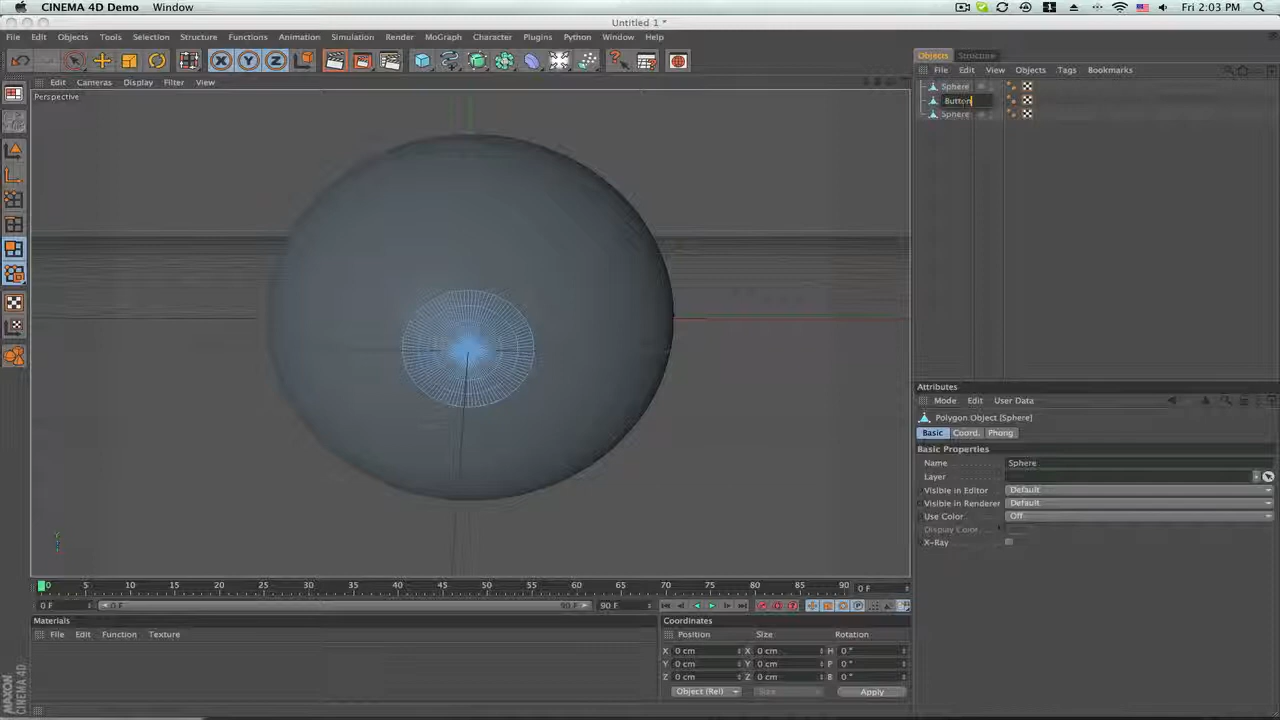 CINEMA 4D Demo Window Fri 2:03 PM
Untitled 1 *
File Edit Objects Tools Selection Structure Functions Animation Simulation Render MoGraph Character Plugins Python Window Help
Objects Structure
File Edit View Objects Tags Bookmarks
Edit Cameras Display Filter View
Perspective
Sphere
Button
Sphere
Attributes
Mode Edit User Data
Polygon Object [Sphere]
Basic Coord. Phong
Basic Properties
Name Sphere
Layer
Visible in Editor Default
Visible in Renderer Default
Use Color Off
Display Color
X-Ray
Y
0 5 10 15 20 25 30 35 40 45 50 55 60 65 70 75 80 85 90 0 F
0 F 0 F 90 F 90 F
Materials
File Edit Function Texture
Coordinates
Position Size Rotation
X 0 cm X 0 cm H 0 °
Y 0 cm Y 0 cm P 0 °
Z 0 cm Z 0 cm B 0 °
Object (Rel) Size Apply
MAXON
CINEMA 4D